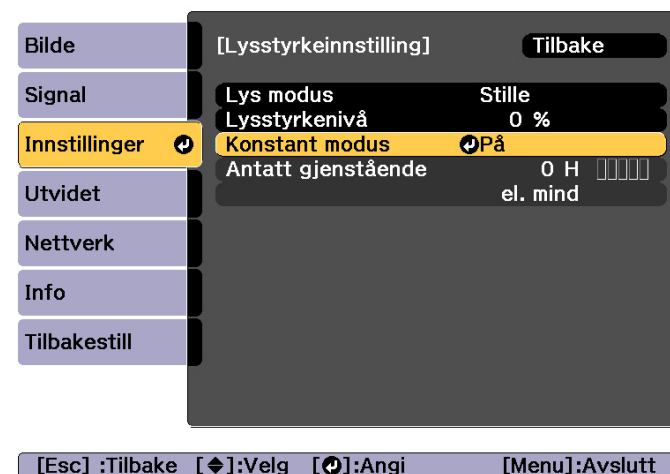 Bilde
Signal
Innstillinger
Utvidet
Nettverk
Info
Tilbakestill
[Lysstyrkeinnstilling] Tilbake
Lys modus Stille
Lysstyrkenivå 0 %
Konstant modus På
Antatt gjenstående 0 H
el. mind
[Esc] :Tilbake [◆]:Velg [⏎]:Angi [Menu]:Avslutt